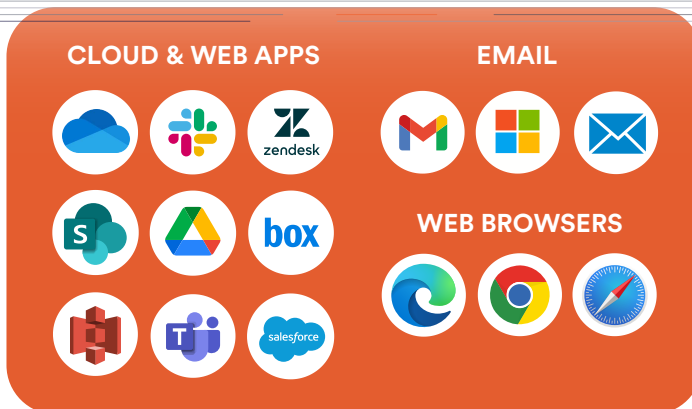 CLOUD & WEB APPS
zendesk
S
box
T
salesforce
EMAIL
WEB BROWSERS